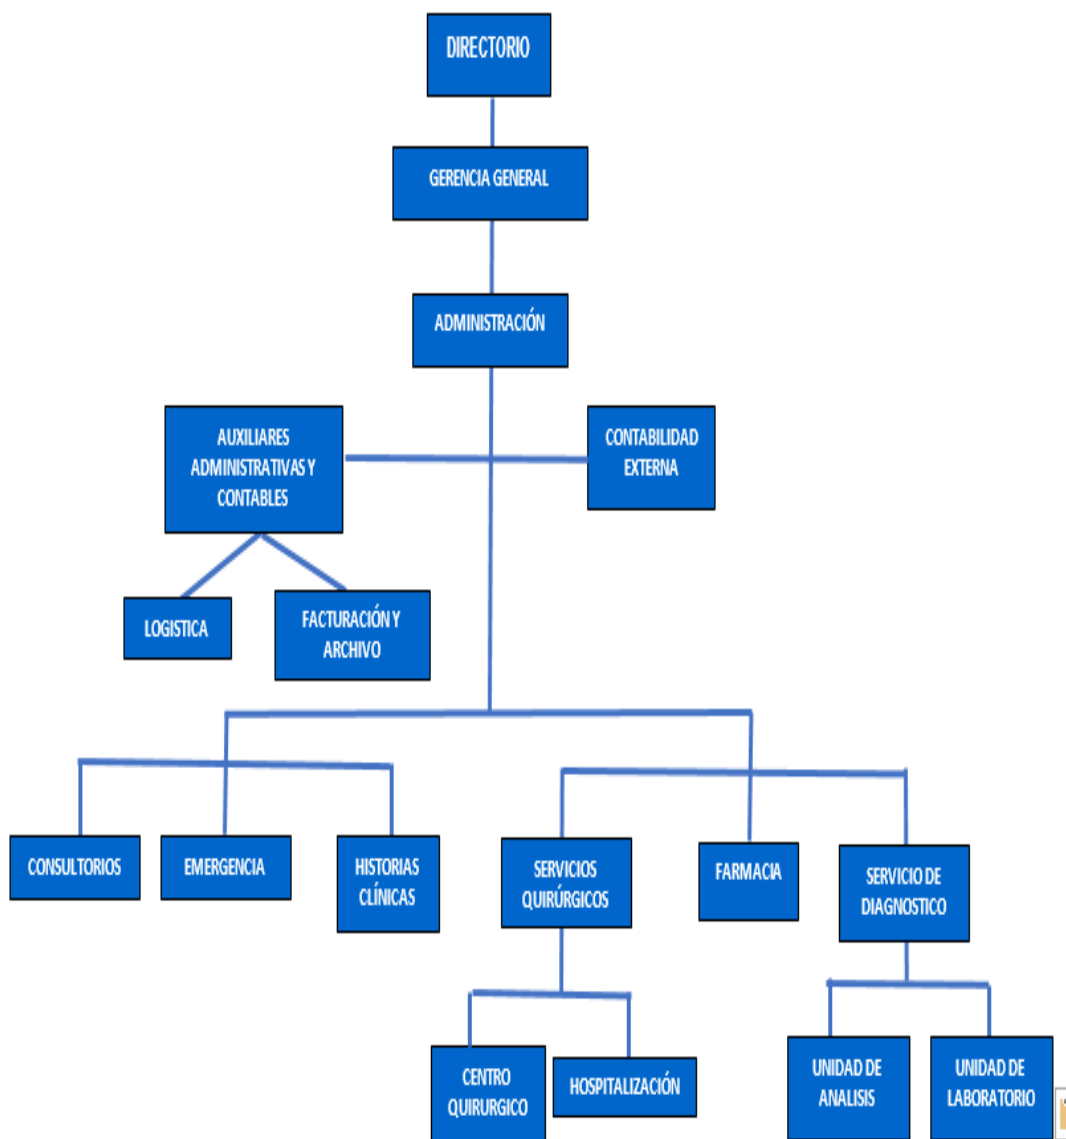 DIRECTORIO
GERENCIA GENERAL
ADMINISTRACIÓN
AUXILIARES
ADMINISTRATIVAS Y
CONTABLES
CONTABILIDAD
EXTERNA
LOGISTICA
FACTURACIÓN Y
ARCHIVO
CONSULTORIOS
EMERGENCIA
HISTORIAS
CLÍNICAS
SERVICIOS
QUIRÚRGICOS
FARMACIA
SERVICIO DE
DIAGNOSTICO
CENTRO
QUIRURGICO
HOSPITALIZACIÓN
UNIDAD DE
ANALISIS
UNIDAD DE
LABORATORIO